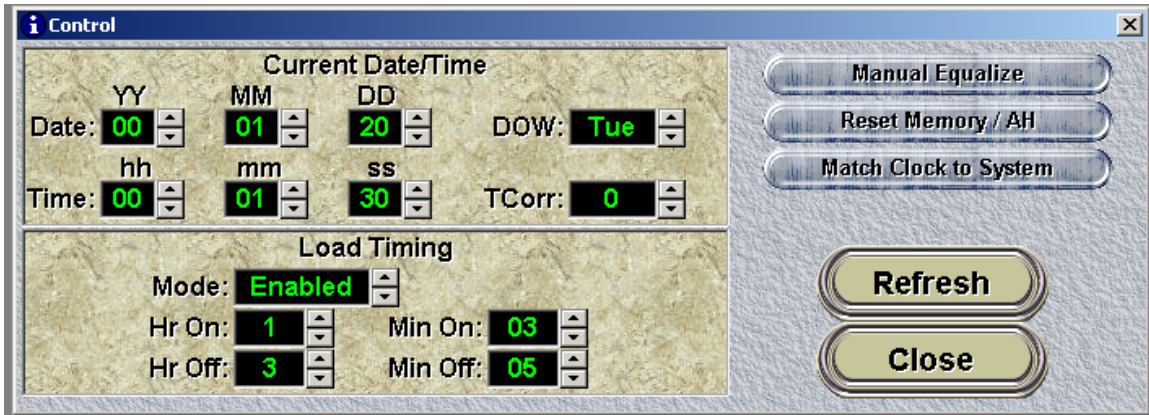 Control
Current Date/Time
YY MM DD
Date: 00 01 20 DOW: Tue
hh mm ss
Time: 00 01 30 TCorr: 0
Load Timing
Mode: Enabled
Hr On: 1 Min On: 03
Hr Off: 3 Min Off: 05
Manual Equalize
Reset Memory / AH
Match Clock to System
Refresh
Close